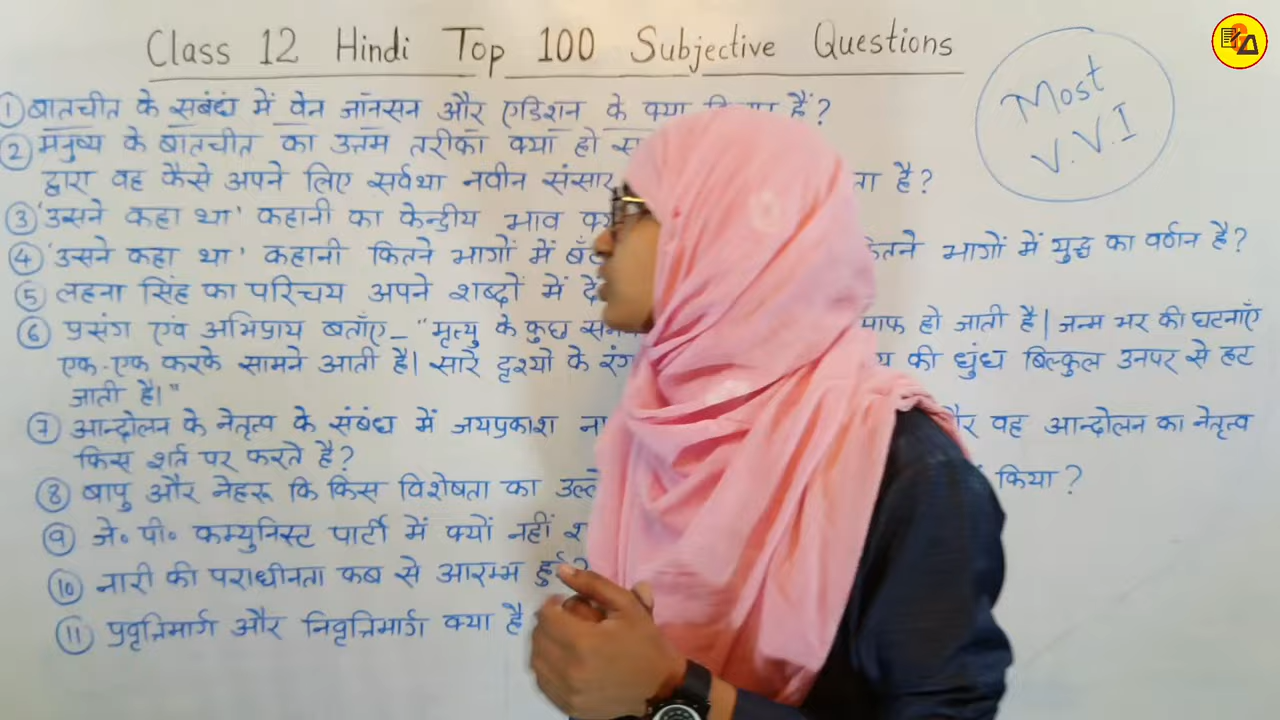 Class 12 Hindi Top 100 Subjective Questions
Most
V.V.I
① बातचीत के सबंध में वेन जॉनसन और एडिशन के क्या हैं?
② मनुष्य के बातचीत का उत्तम तरीका क्या हो
द्वारा वह कैसे अपने लिए सर्वथा नवीन संसार है?
③ 'उसने कहा था' कहानी का केन्द्रीय भाव
④ 'उसने कहा था' कहानी कितने भागों में भागों में युद्ध का वर्णन है?
⑤ लहना सिंह का परिचय अपने शब्दों में
⑥ प्रसंग एवं अभिप्राय बताएँ_ "मृत्यु के कुछ हो जाती है। जन्म भर की घटनाएँ
एक-एक करके सामने आती हैं। सारे दृश्यों के की धुंध बिल्कुल उनपर से हट
जाती है।"
⑦ आन्दोलन के नेतृत्व के संबंध में जयप्रकाश वह आन्दोलन का नेतृत्व
किस शर्त पर करते है?
⑧ बापु और नेहरू कि किस विशेषता का किया?
⑨ जे० पी० कम्युनिस्ट पार्टी में क्यों नहीं
⑩ नारी की पराधीनता कब से आरम्भ हुई?
⑪ प्रवृत्तिमार्ग और निवृत्तिमार्ग क्या है